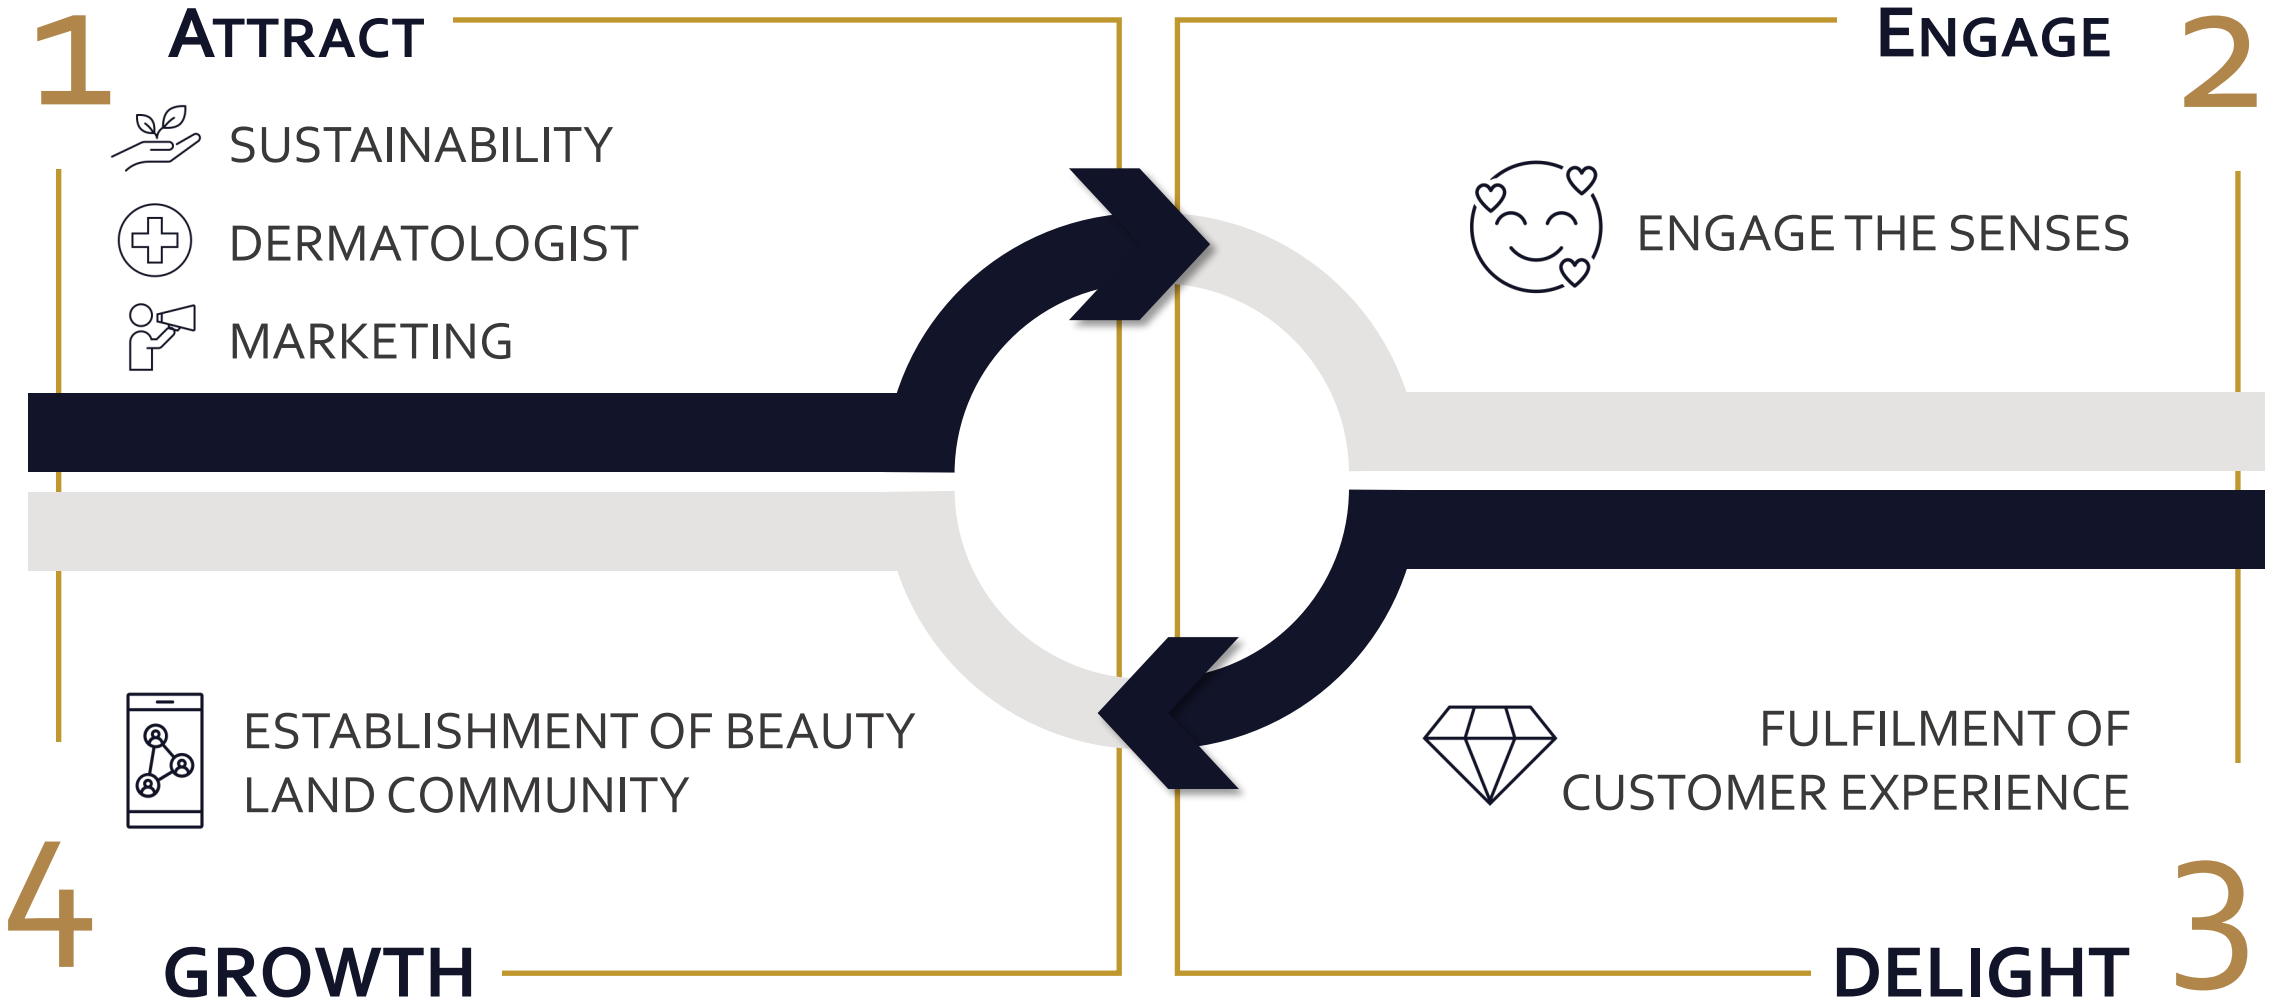 1
ATTRACT
SUSTAINABILITY
DERMATOLOGIST
MARKETING
ENGAGE
2
ENGAGE THE SENSES
FULFILMENT OF
CUSTOMER EXPERIENCE
DELIGHT
3
ESTABLISHMENT OF BEAUTY
LAND COMMUNITY
4
GROWTH